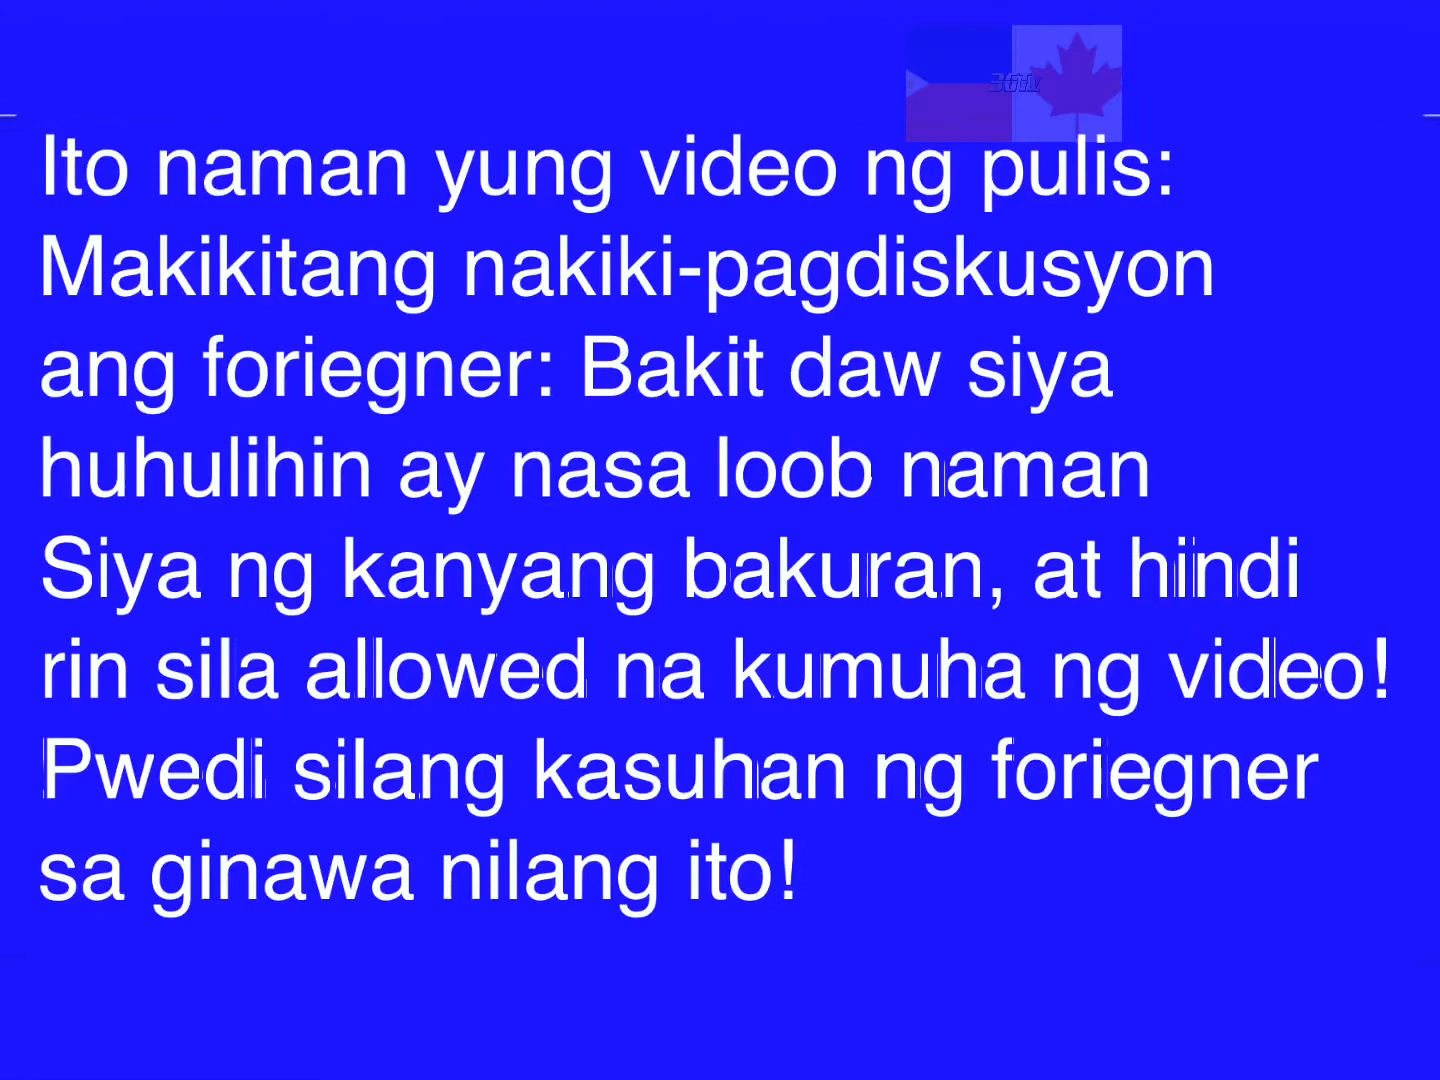 Ito naman yung video ng pulis:
Makikitang nakiki-pagdiskusyon
ang foriegner: Bakit daw siya
huhulihin ay nasa loob naman
Siya ng kanyang bakuran, at hindi
rin sila allowed na kumuha ng video!
Pwedi silang kasuhan ng foriegner
sa ginawa nilang ito!